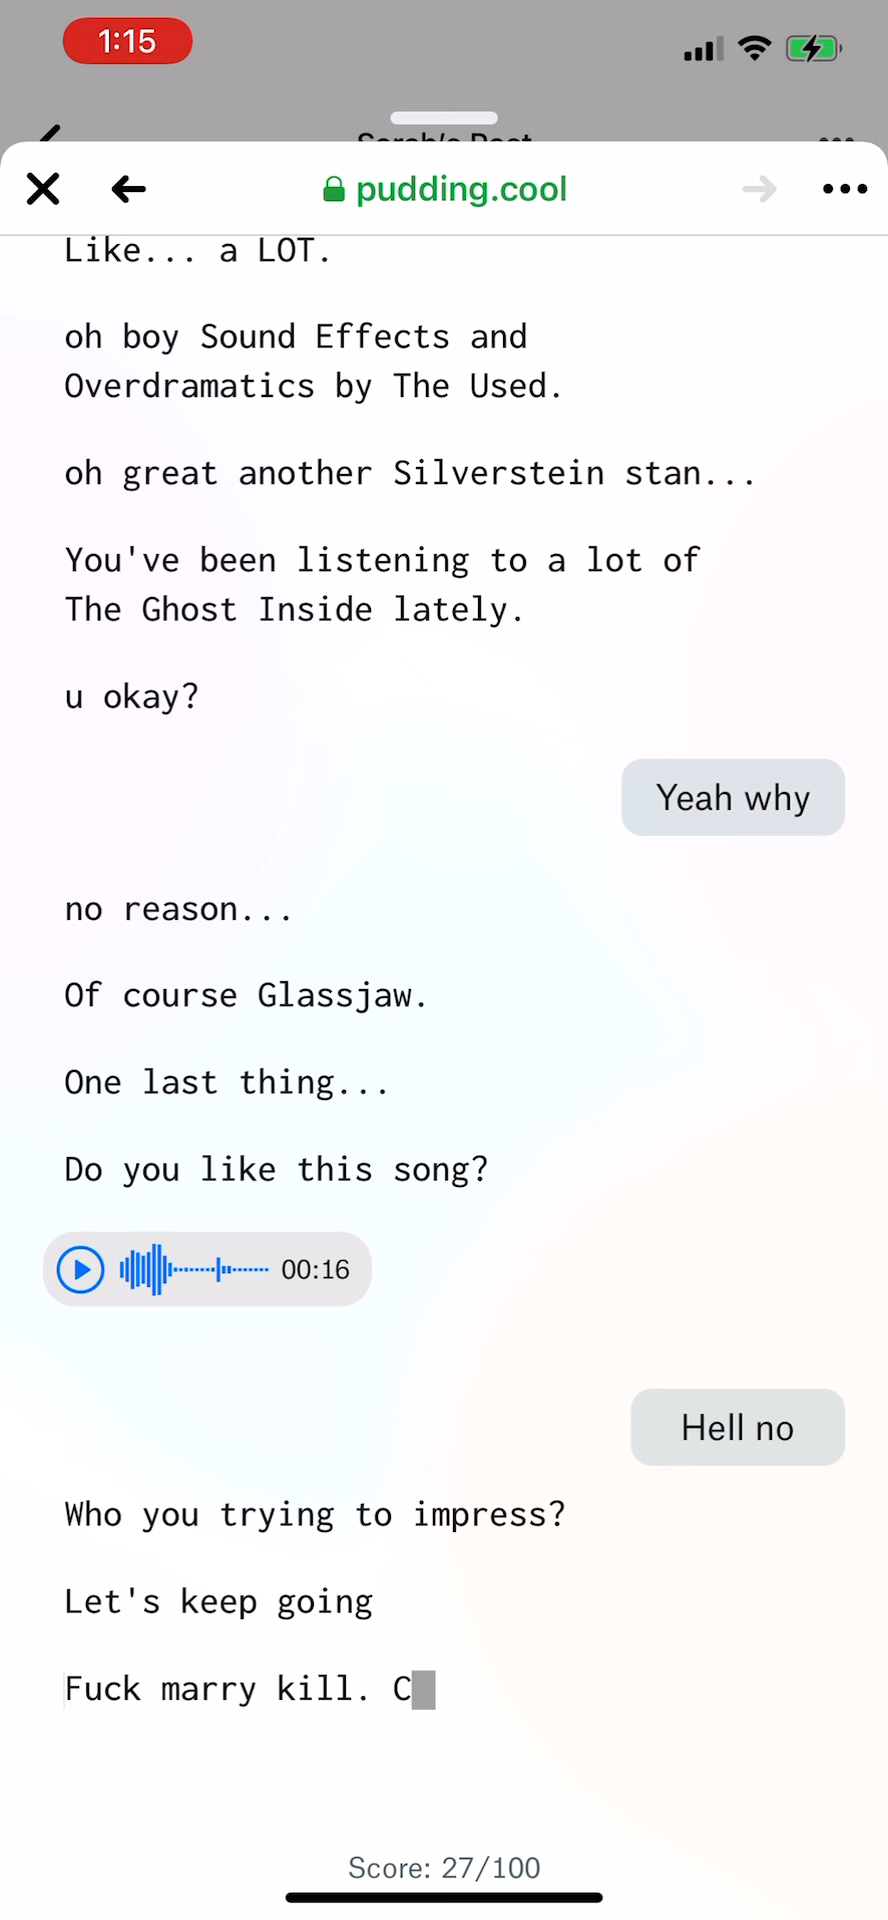 1:15
Sarah's Post
pudding.cool
Like... a LOT.
oh boy Sound Effects and
Overdramatics by The Used.
oh great another Silverstein stan...
You've been listening to a lot of
The Ghost Inside lately.
u okay?
Yeah why
no reason...
Of course Glassjaw.
One last thing...
Do you like this song?
00:16
Hell no
Who you trying to impress?
Let's keep going
Fuck marry kill. C
Score: 27/100